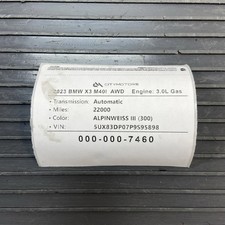 2023 BMW X3 M40I AWD Engine: 3.0L Gas
• Transmission: Automatic
• Miles: 22000
• Color: ALPINWEISS III (300)
• VIN: 5UX83DP07P9S95898
000-000-7460